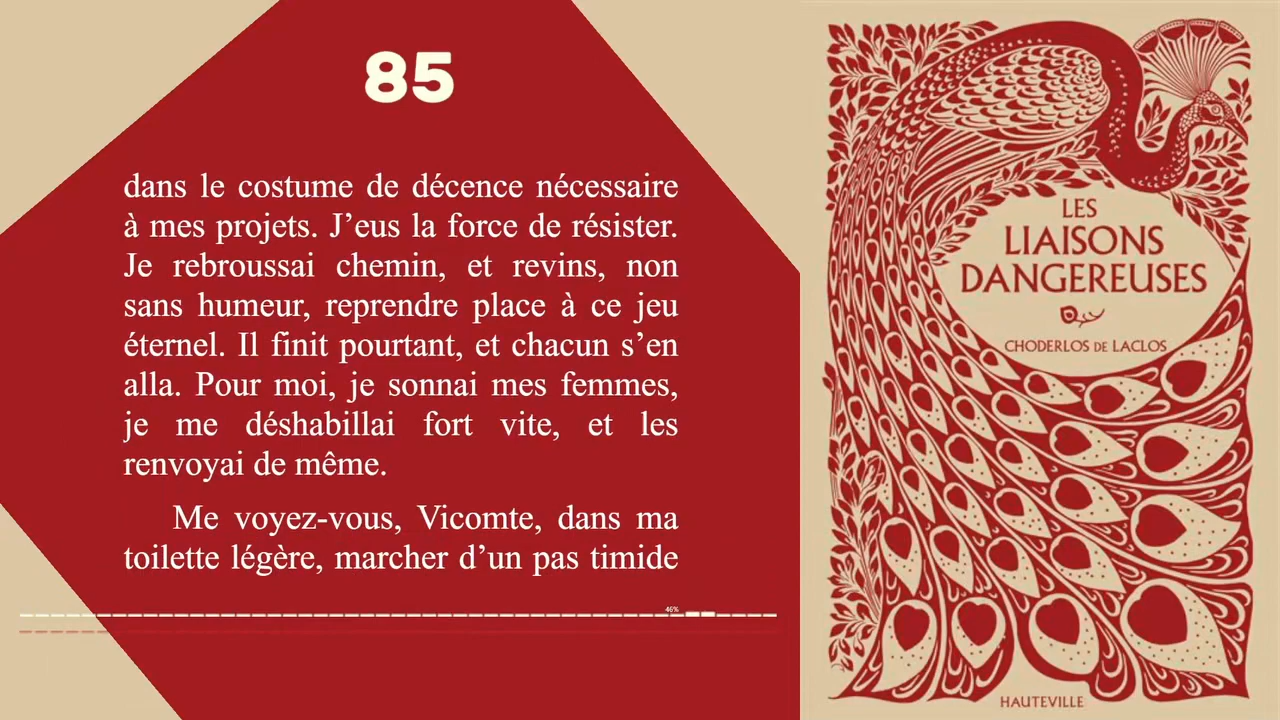 85
dans le costume de décence nécessaire
à mes projets. J’eus la force de résister.
Je rebroussai chemin, et revins, non
sans humeur, reprendre place à ce jeu
éternel. Il finit pourtant, et chacun s’en
alla. Pour moi, je sonnai mes femmes,
je me déshabillai fort vite, et les
renvoyai de même.
Me voyez-vous, Vicomte, dans ma
toilette légère, marcher d’un pas timide
46%
LES
LIAISONS
DANGEREUSES
CHODERLOS DE LACLOS
HAUTEVILLE